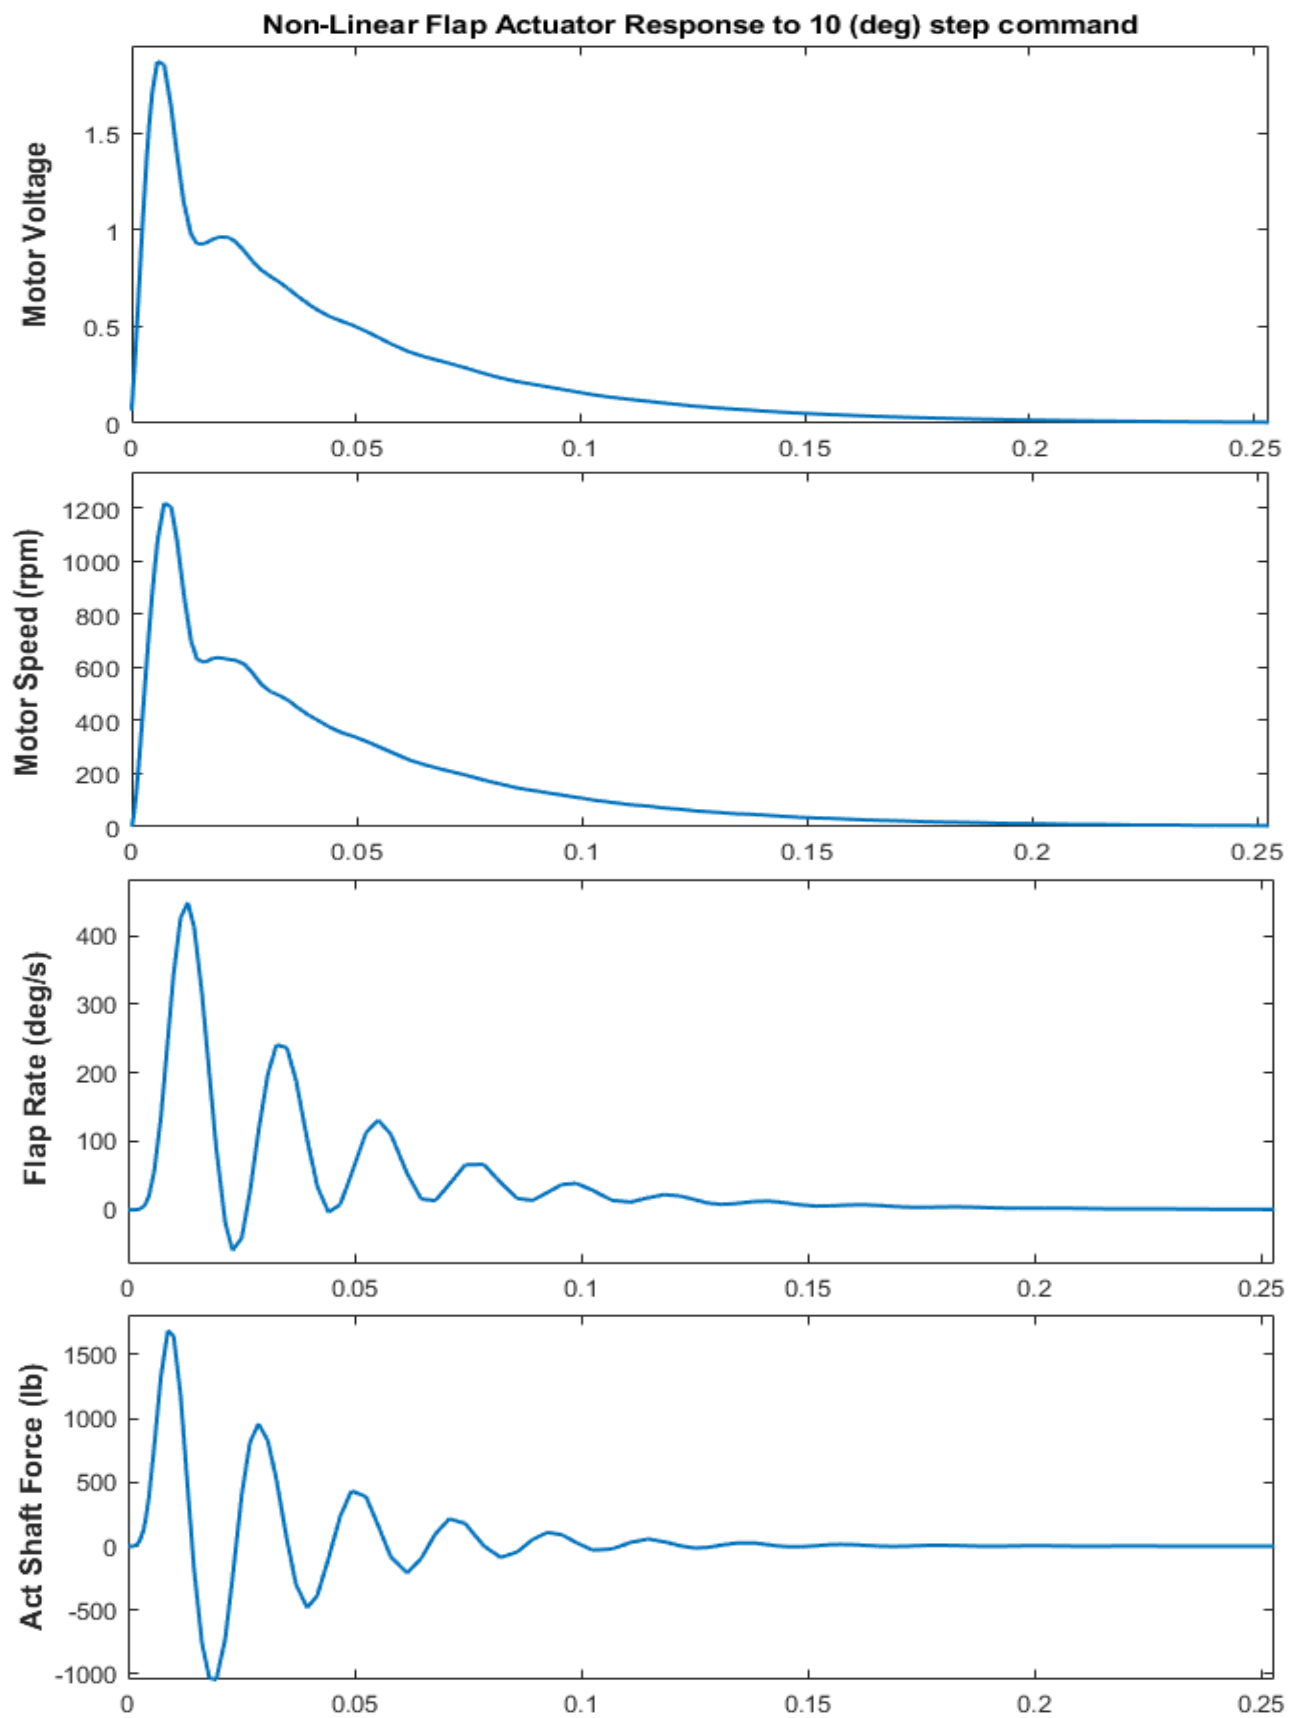 Non-Linear Flap Actuator Response to 10 (deg) step command
Motor Voltage
1.5
1
0.5
0
0 0.05 0.1 0.15 0.2 0.25
Motor Speed (rpm)
1200
1000
800
600
400
200
0
0 0.05 0.1 0.15 0.2 0.25
Flap Rate (deg/s)
400
300
200
100
0
0 0.05 0.1 0.15 0.2 0.25
Act Shaft Force (lb)
1500
1000
500
0
-500
-1000
0 0.05 0.1 0.15 0.2 0.25